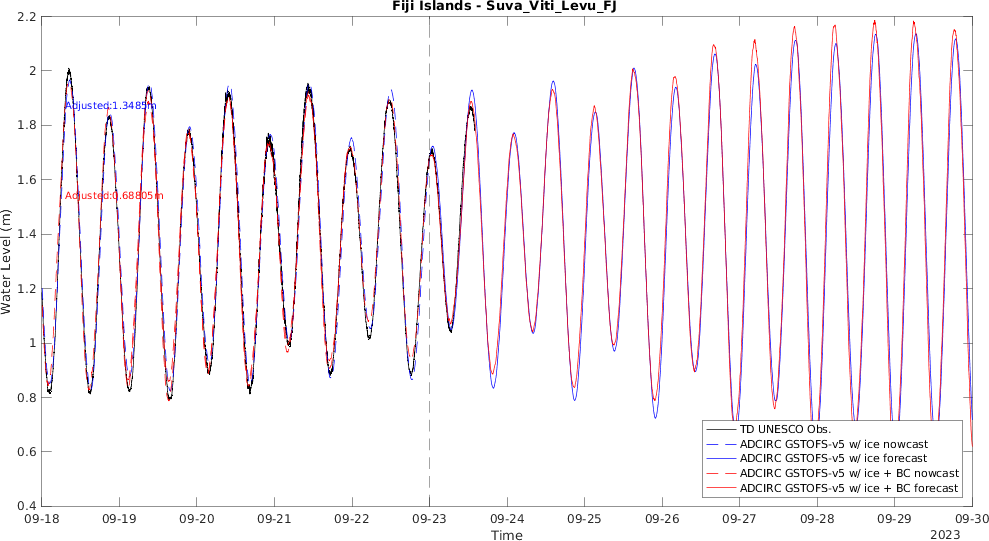 Fiji Islands - Suva_Viti_Levu_FJ
2.2
2
1.8
1.6
1.4
1.2
1
0.8
0.6
0.4
Water Level (m)
Adjusted:1.3485m
Adjusted:0.68805m
TD UNESCO Obs.
ADCIRC GSTOFS-v5 w/ ice nowcast
ADCIRC GSTOFS-v5 w/ ice forecast
ADCIRC GSTOFS-v5 w/ ice + BC nowcast
ADCIRC GSTOFS-v5 w/ ice + BC forecast
09-18 09-19 09-20 09-21 09-22 09-23 09-24 09-25 09-26 09-27 09-28 09-29 09-30
Time
2023